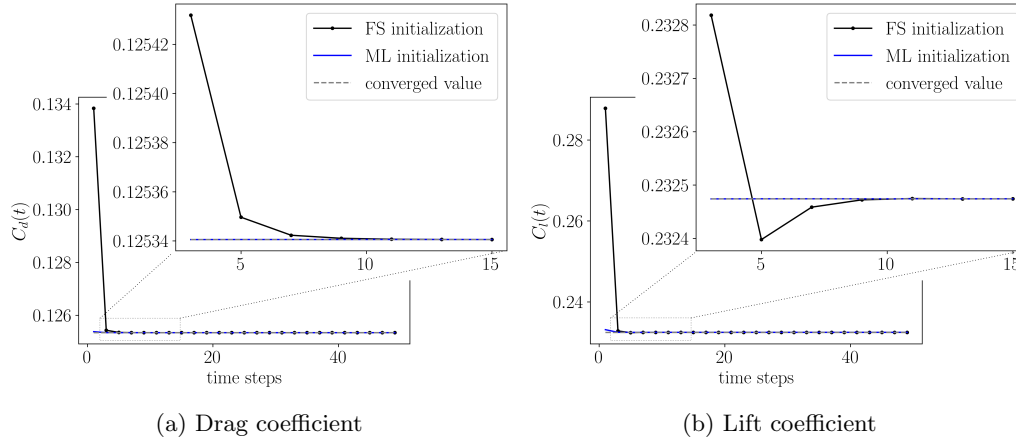 FS initialization
ML initialization
converged value
0.12542
0.12540
0.12538
0.12536
0.12534
5
10
15
0.134
0.132
0.130
0.128
0.126
C_d(t)
0
20
40
time steps
(a) Drag coefficient
FS initialization
ML initialization
converged value
0.2328
0.2327
0.2326
0.2325
0.2324
5
10
15
0.28
0.26
0.24
C_l(t)
0
20
40
time steps
(b) Lift coefficient